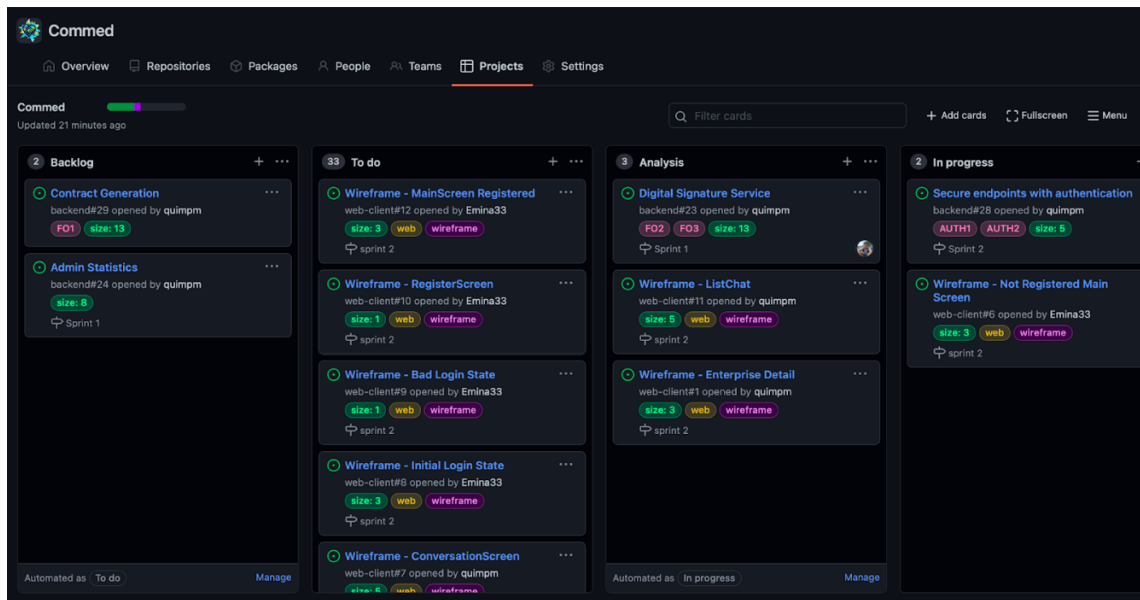 Commed
Overview Repositories Packages People Teams Projects Settings
Commed
Updated 21 minutes ago
Filter cards
+ Add cards Fullscreen Menu
2 Backlog
Contract Generation
backend#29 opened by quimpm
FO1 size: 13
Admin Statistics
backend#24 opened by quimpm
size: 8
Sprint 1
Automated as To do Manage
33 To do
Wireframe - MainScreen Registered
web-client#12 opened by Emina33
size: 3 web wireframe
sprint 2
Wireframe - RegisterScreen
web-client#10 opened by Emina33
size: 1 web wireframe
sprint 2
Wireframe - Bad Login State
web-client#9 opened by Emina33
size: 1 web wireframe
sprint 2
Wireframe - Initial Login State
web-client#8 opened by Emina33
size: 3 web wireframe
sprint 2
Wireframe - ConversationScreen
web-client#7 opened by quimpm
size: 5 web wireframe
3 Analysis
Digital Signature Service
backend#23 opened by quimpm
FO2 FO3 size: 13
Sprint 1
Wireframe - ListChat
web-client#11 opened by quimpm
size: 5 web wireframe
sprint 2
Wireframe - Enterprise Detail
web-client#1 opened by quimpm
size: 3 web wireframe
sprint 2
Automated as In progress Manage
2 In progress
Secure endpoints with authentication
backend#28 opened by quimpm
AUTH1 AUTH2 size: 5
Sprint 2
Wireframe - Not Registered Main
Screen
web-client#6 opened by Emina33
size: 3 web wireframe
sprint 2